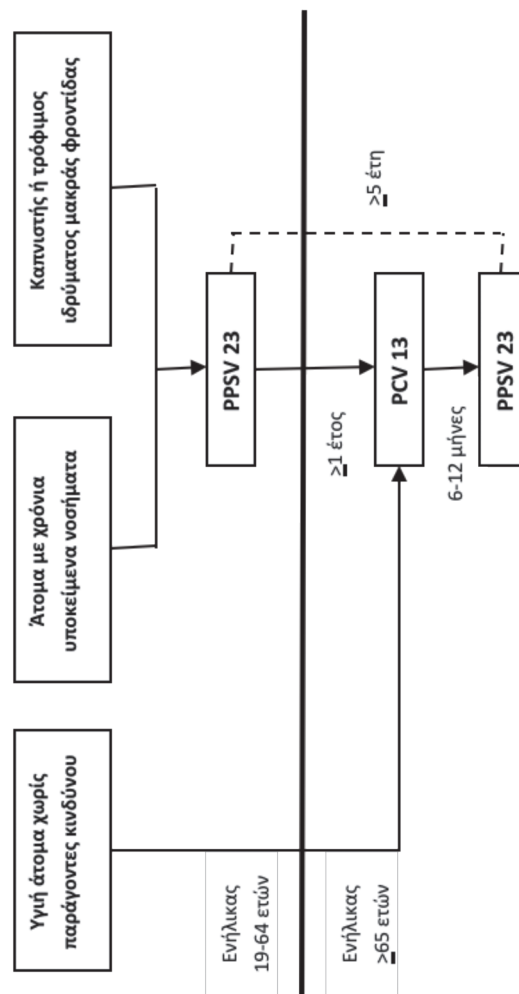 Υγιή άτομα χωρίς
παράγοντες κινδύνου
Άτομα με χρόνια
υποκείμενα νοσήματα
Καπνιστής ή τρόφιμος
ιδρύματος μακράς φροντίδας
Ενήλικας
19-64 ετών
PPSV 23
Ενήλικας
≥65 ετών
≥1 έτος
≥5 έτη
PCV 13
6-12 μήνες
PPSV 23